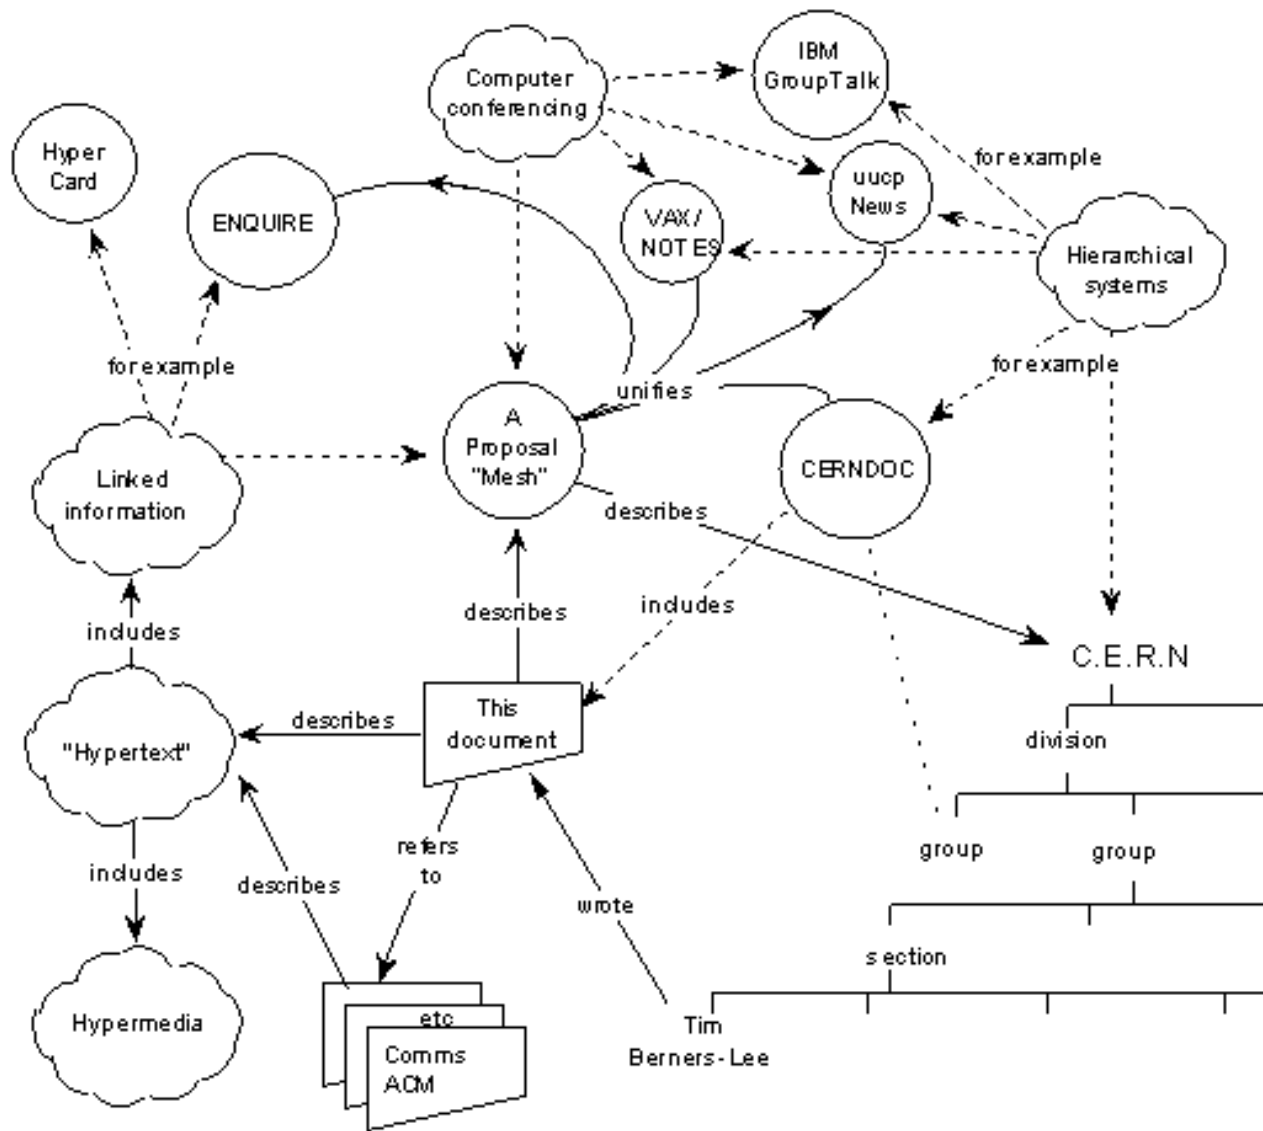 IBM
GroupTalk
Computer
conferencing
Hyper
Card
for example
uucp
News
ENQUIRE
VAX/
NOTES
Hierarchical
systems
for example
for example
unifies
A
Proposal
"Mesh"
CERNDOC
Linked
information
describes
describes
includes
includes
C.E.R.N
This
document
describes
"Hypertext"
division
refers
to
group
group
includes
describes
wrote
section
Hypermedia
etc
Comms
ACM
Tim
Berners-Lee